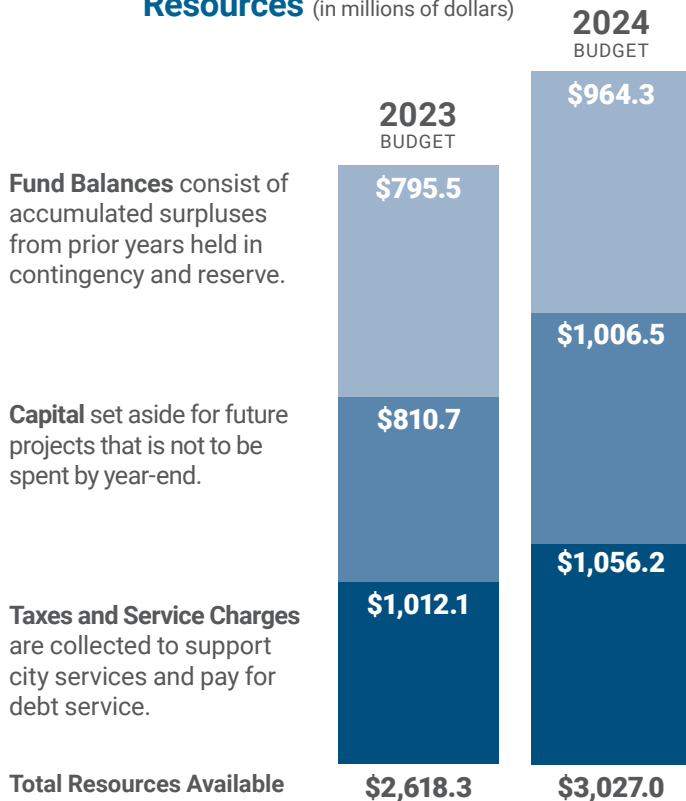 Resources (in millions of dollars)
2024
BUDGET
$964.3
2023
BUDGET
Fund Balances consist of
accumulated surpluses
from prior years held in
contingency and reserve.
$795.5
$1,006.5
Capital set aside for future
projects that is not to be
spent by year-end.
$810.7
$1,056.2
Taxes and Service Charges
are collected to support
city services and pay for
debt service.
$1,012.1
Total Resources Available
$2,618.3
$3,027.0